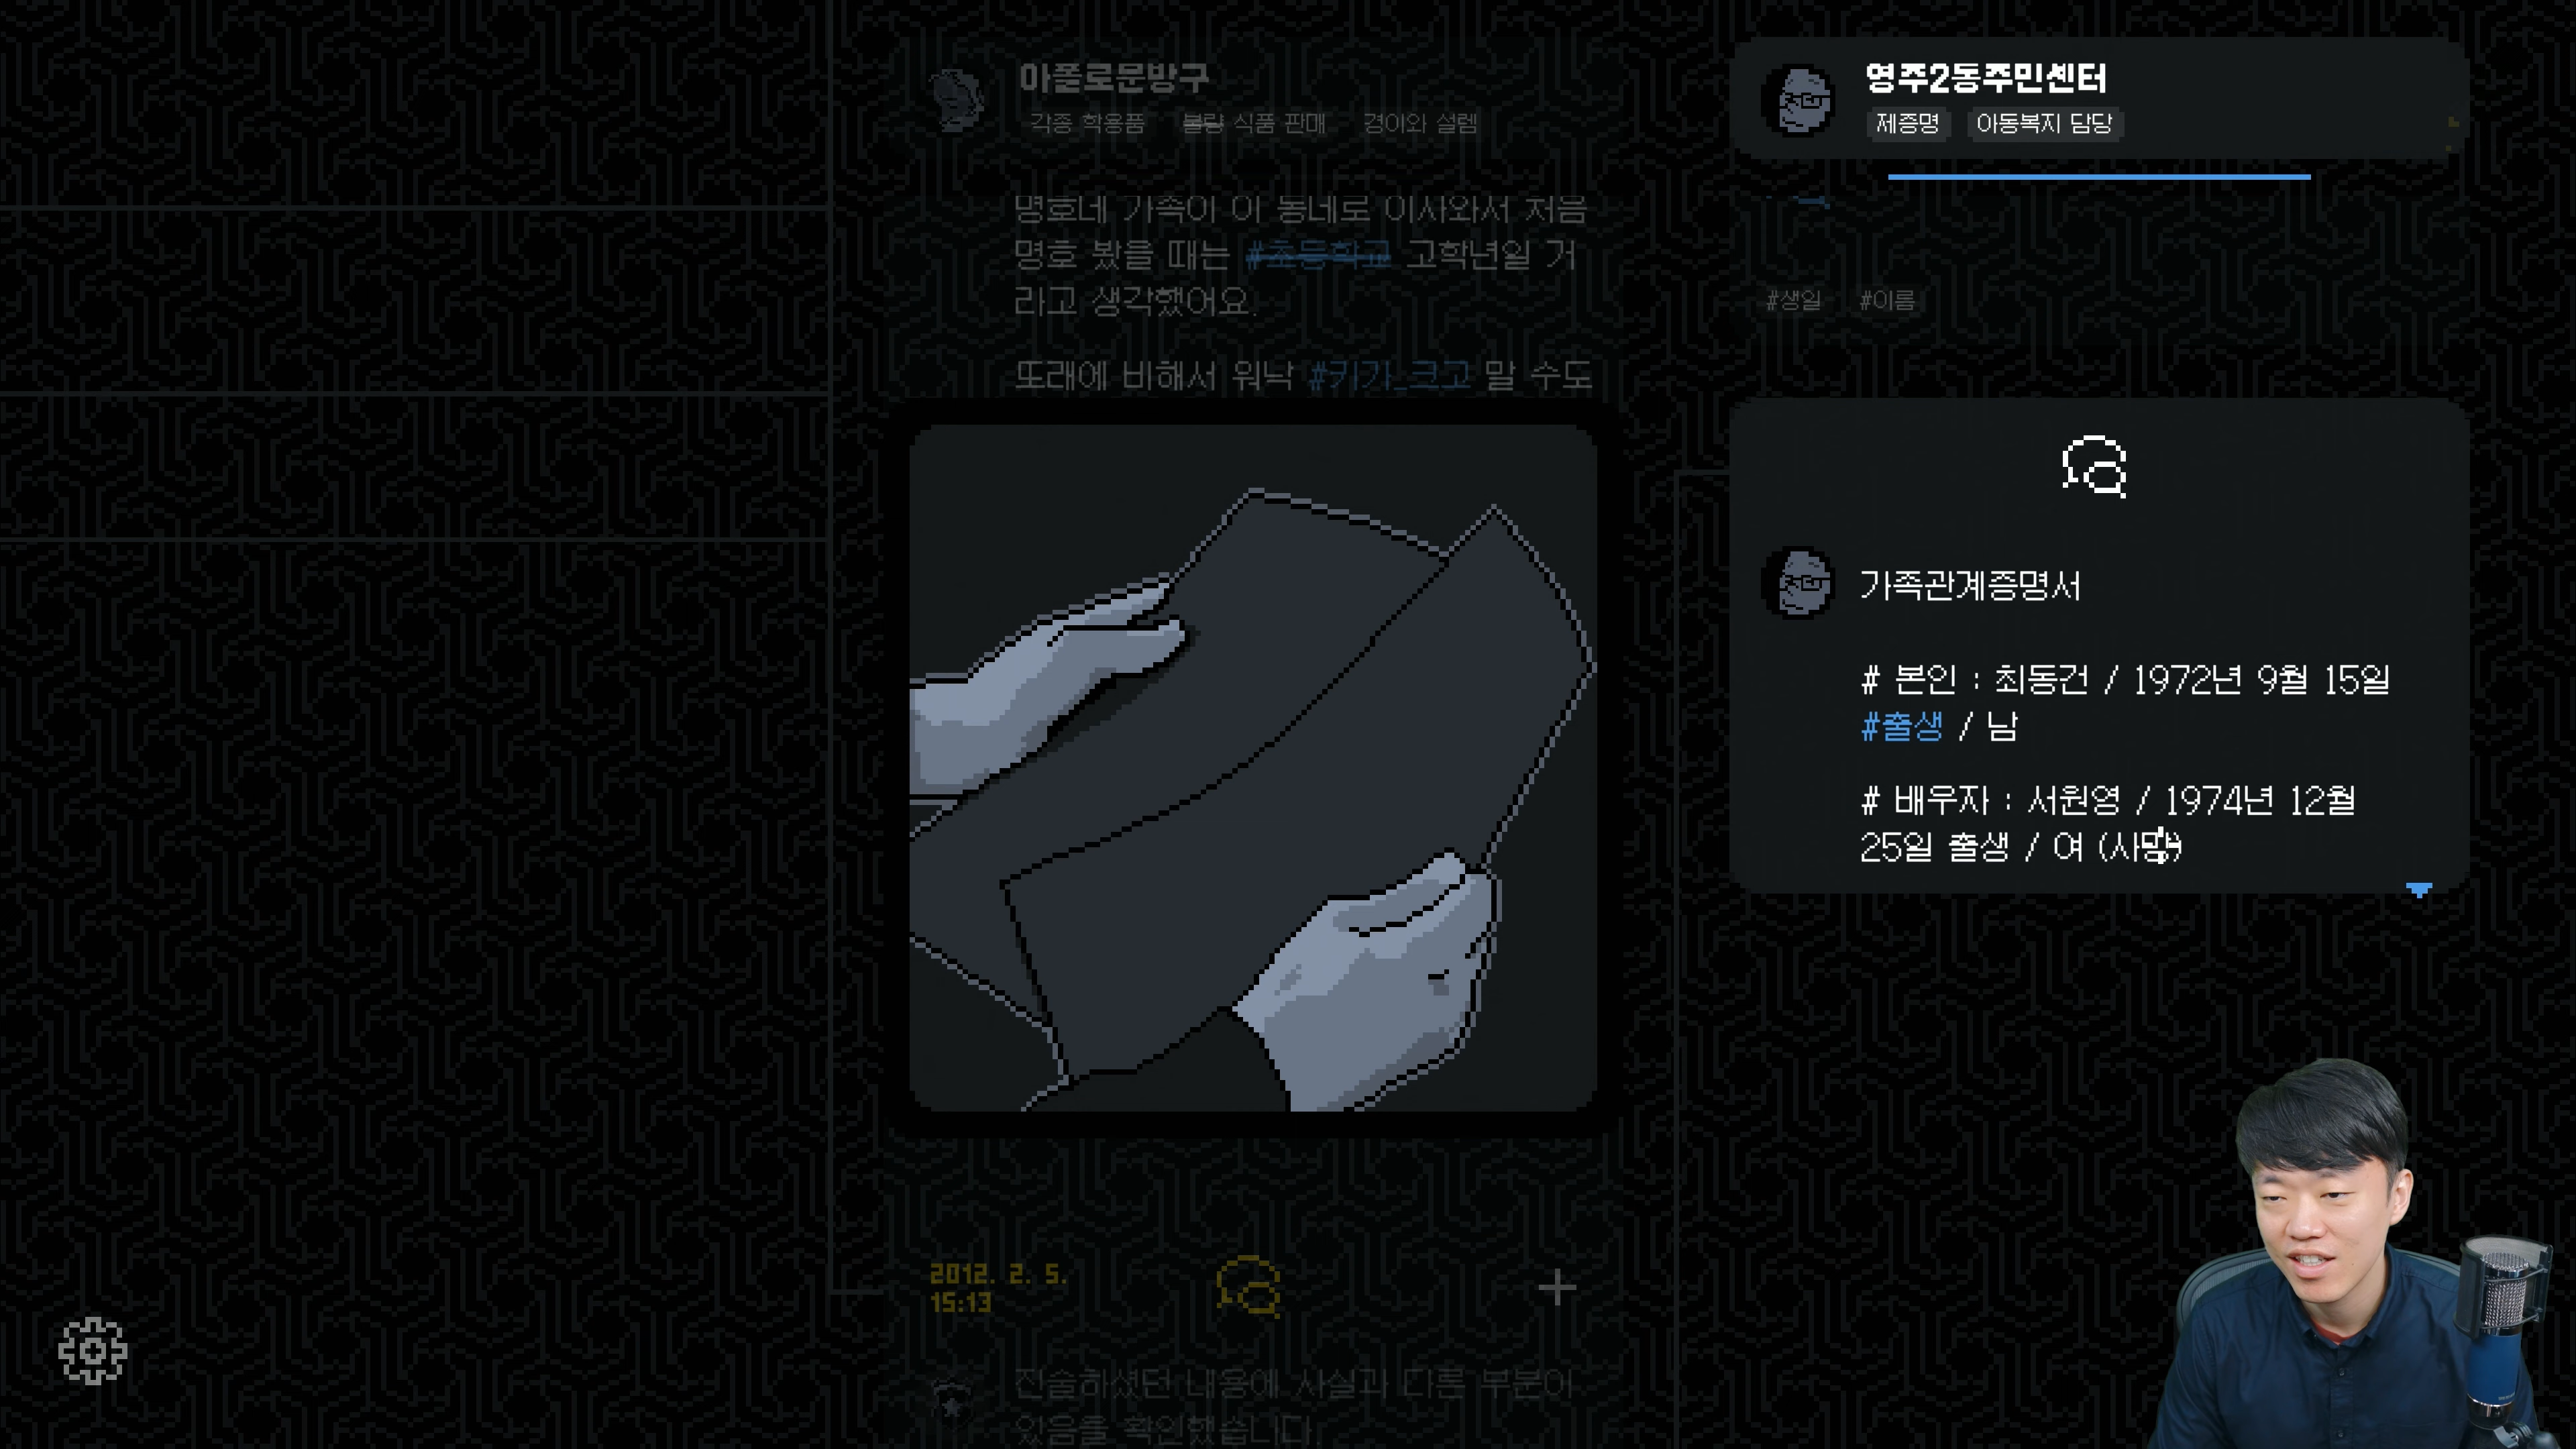 아폴로문방구
각종 학용품 불량 식품 판매 경이와 설렘
명호네 가족이 이 동네로 이사와서 처음
명호 봤을 때는 #초등학교 고학년일 거
라고 생각했어요.
또래에 비해서 워낙 #키가_크고 말 수도
2012. 2. 5.
15:13
진술하셨던 내용에 사실과 다른 부분이
있음을 확인했습니다.
영주2동주민센터
제증명 아동복지 담당
#생일 #이름
가족관계증명서
# 본인 : 최동건 / 1972년 9월 15일
#출생 / 남
# 배우자 : 서원영 / 1974년 12월
25일 출생 / 여 (사망)